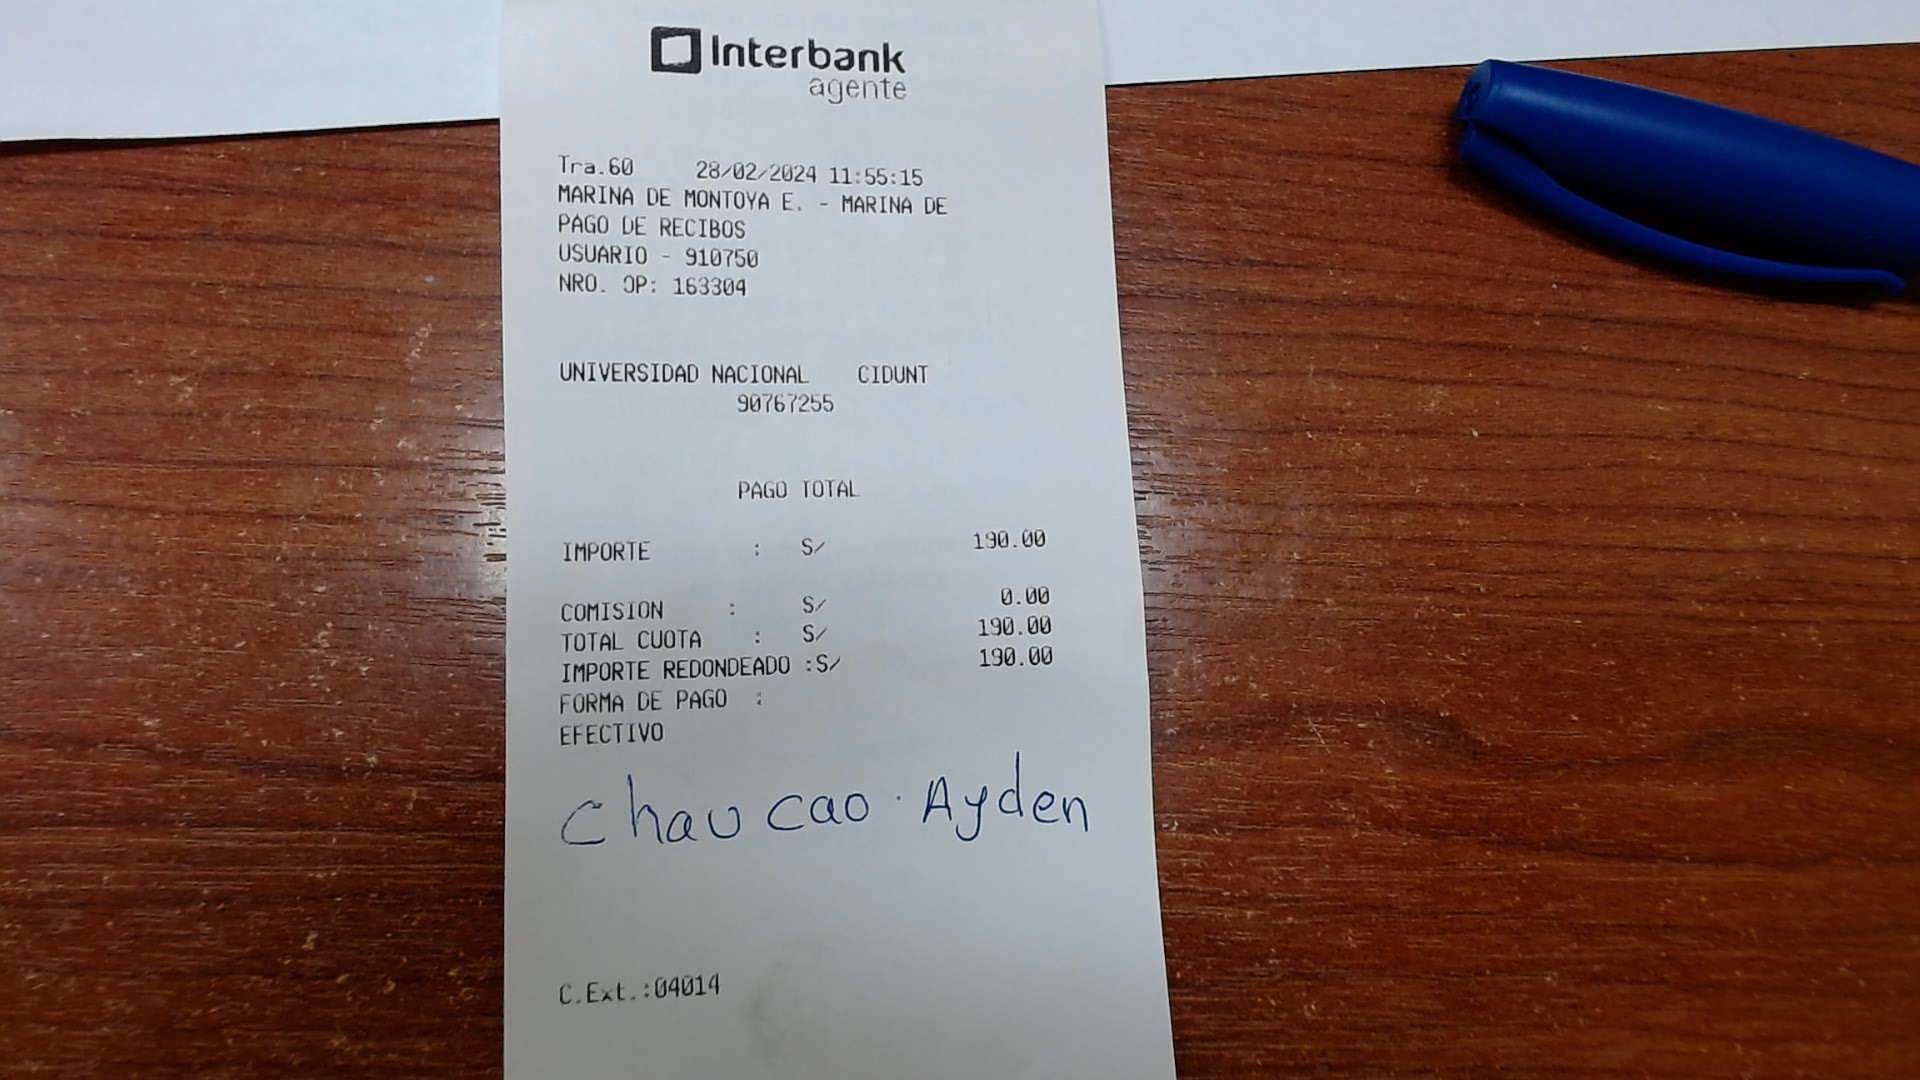 Interbank
agente
Tra.60 28/02/2024 11:55:15
MARINA DE MONTOYA E. - MARINA DE
PAGO DE RECIBOS
USUARIO - 910750
NRO. OP: 163304
UNIVERSIDAD NACIONAL CIDUNT
90767255
PAGO TOTAL
IMPORTE : S/ 190.00
COMISION : S/ 0.00
TOTAL CUOTA : S/ 190.00
IMPORTE REDONDEADO :S/ 190.00
FORMA DE PAGO :
EFECTIVO
Chau cao . Ayden
C.Ext.:04014